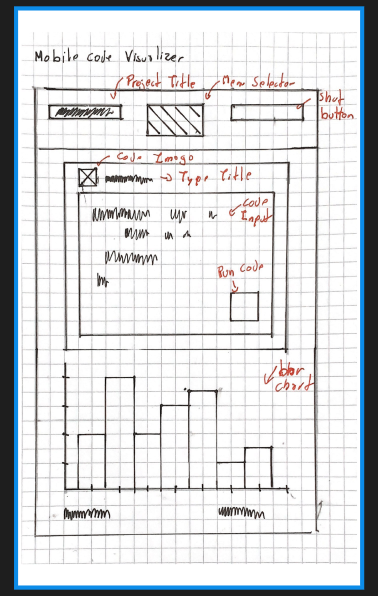 Mobile code Visualizer
Project Title
Menu Selector
Shut button
Code Image
Type Title
Code Input
Run Code
bar chart